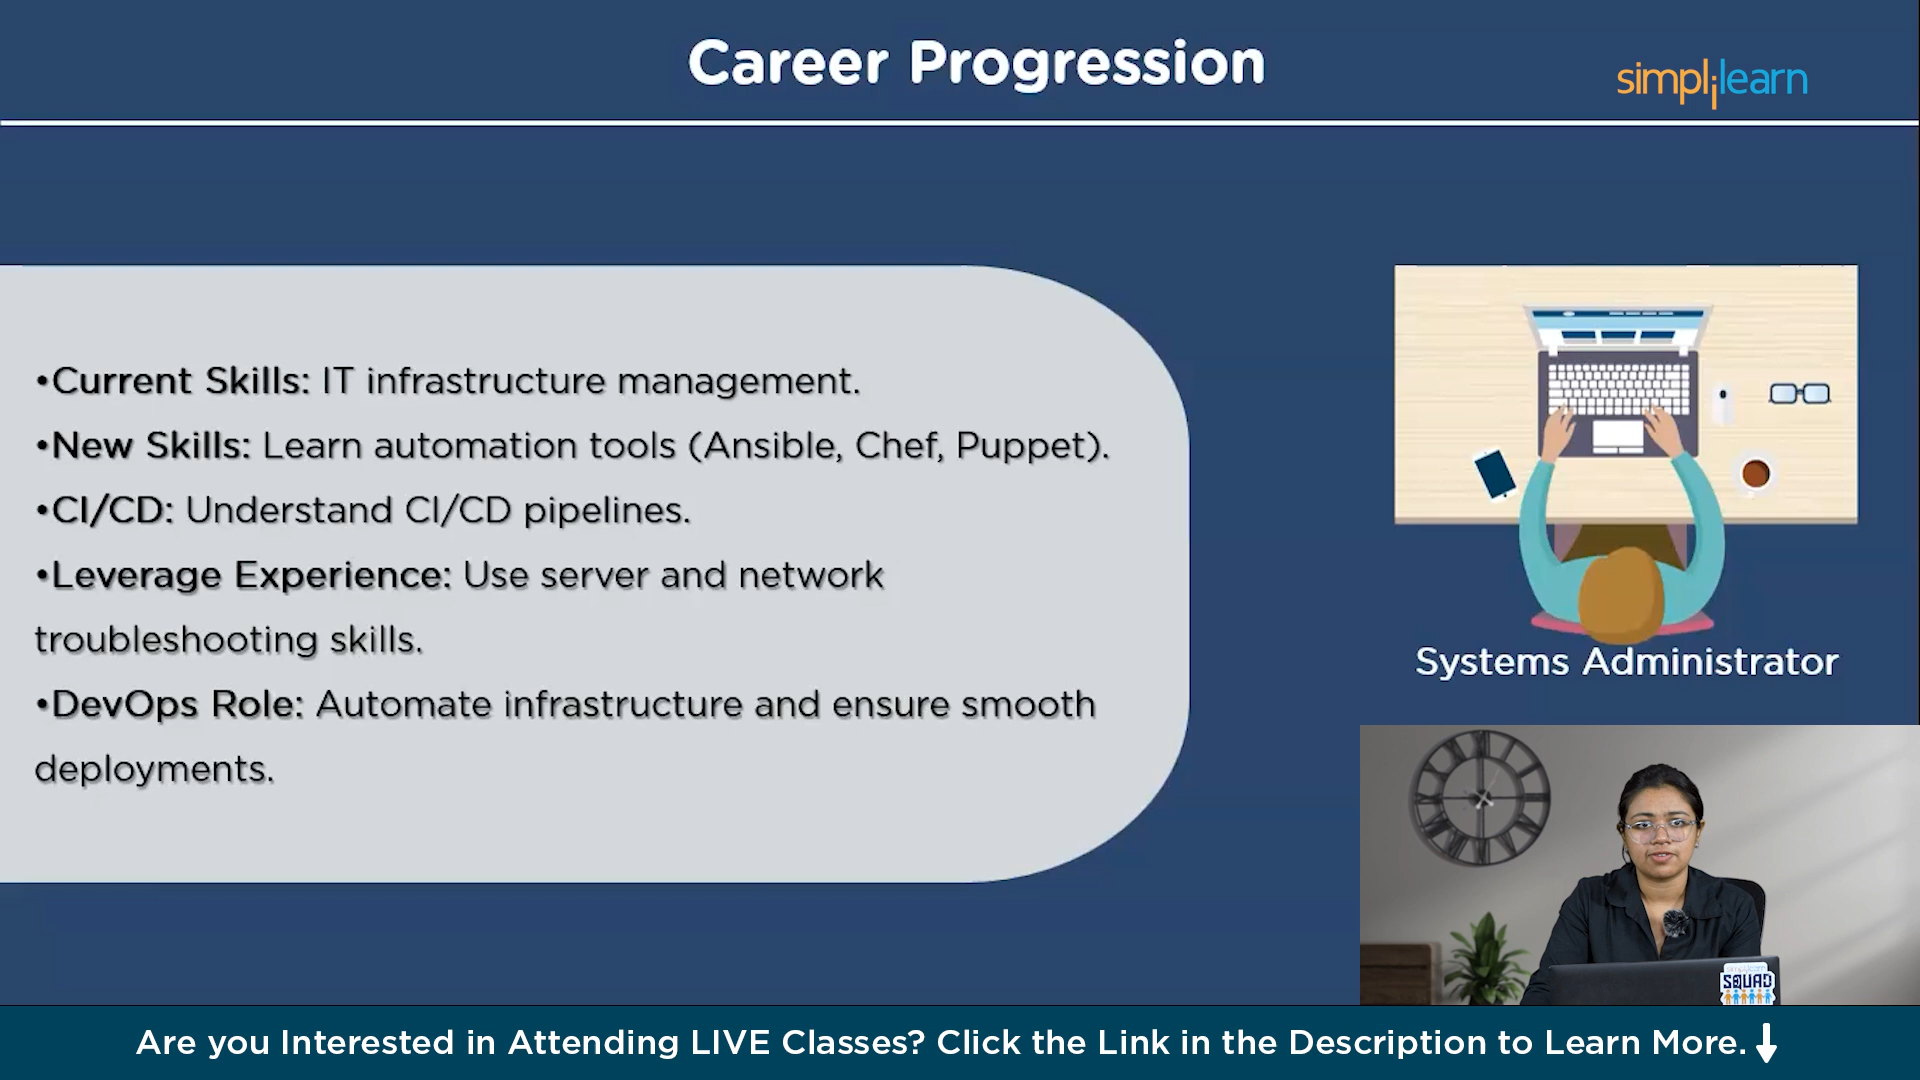 Career Progression
simplilearn
•Current Skills: IT infrastructure management.
•New Skills: Learn automation tools (Ansible, Chef, Puppet).
•CI/CD: Understand CI/CD pipelines.
•Leverage Experience: Use server and network
troubleshooting skills.
•DevOps Role: Automate infrastructure and ensure smooth
deployments.
Systems Administrator
SQUAD
Are you Interested in Attending LIVE Classes? Click the Link in the Description to Learn More.